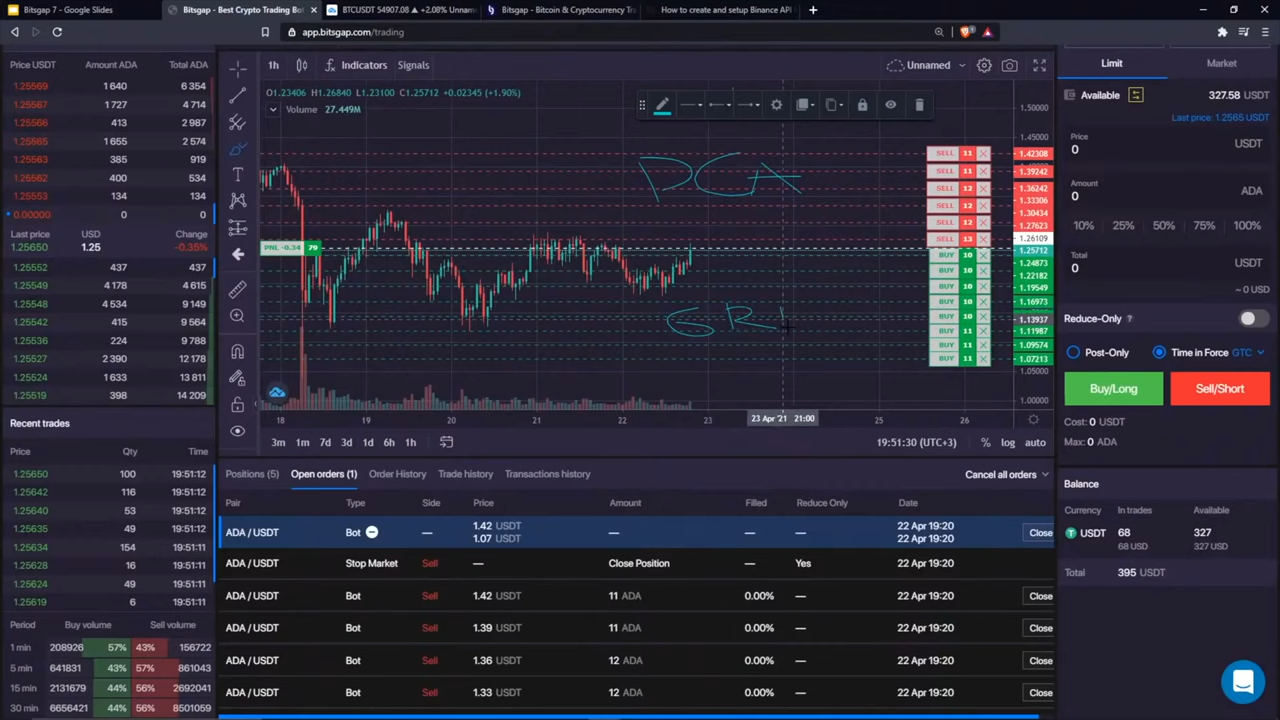 Bitsgap 7 - Google Slides
Bitsgap - Best Crypto Trading Bot
BTCUSDT 54907.08 ▲ +2.08% Unnam
Bitsgap - Bitcoin & Cryptocurrency Tra
How to create and setup Binance API
app.bitsgap.com/trading
Price USDT Amount ADA Total ADA
1.25569 1 640 6 354
1.25567 1 727 4 714
1.25566 413 2 987
1.25565 1 655 2 574
1.25563 385 919
1.25562 400 534
1.25553 134 134
0.00000 0 0
Last price USD Change
1.25650 1.25 -0.35%
1.25552 437 437
1.25549 4 178 4 615
1.25548 4 534 9 149
1.25542 415 9 564
1.25536 224 9 788
1.25527 2 390 12 178
1.25524 1 633 13 811
1.25519 398 14 209
Recent trades
Price Qty Time
1.25650 100 19:51:12
1.25642 116 19:51:12
1.25640 53 19:51:12
1.25635 49 19:51:12
1.25634 154 19:51:11
1.25628 16 19:51:11
1.25624 49 19:51:11
1.25619 6 19:51:11
Period Buy volume Sell volume
1 min 208926 57% 43% 156722
5 min 641831 43% 57% 861043
15 min 2131679 44% 56% 2692041
30 min 6656421 44% 56% 8501059
1h Indicators Signals Unnamed
O1.23406 H1.26840 L1.23100 C1.25712 +0.02345 (+1.90%)
Volume 27.449M
PNL -0.34 79
SELL 11
SELL 11
SELL 12
SELL 12
SELL 12
SELL 13
BUY 10
BUY 10
BUY 10
BUY 10
BUY 10
BUY 11
BUY 11
BUY 11
1.50000
1.45000
1.42308
1.39242
1.36242
1.33306
1.30434
1.27623
1.26109
1.25712
1.24873
1.22182
1.19549
1.16973
1.13937
1.11987
1.09574
1.07213
1.05000
1.00000
18 19 20 21 22 23 23 Apr '21 21:00 25 26
3m 1m 7d 3d 1d 6h 1h 19:51:30 (UTC+3) % log auto
Positions (5) Open orders (1) Order History Trade history Transactions history Cancel all orders
Pair Type Side Price Amount Filled Reduce Only Date
ADA / USDT Bot — 1.42 USDT — — — 22 Apr 19:20
1.07 USDT 22 Apr 19:20 Close
ADA / USDT Stop Market Sell — Close Position — Yes 22 Apr 19:20
ADA / USDT Bot Sell 1.42 USDT 11 ADA 0.00% — 22 Apr 19:20 Close
ADA / USDT Bot Sell 1.39 USDT 11 ADA 0.00% — 22 Apr 19:20 Close
ADA / USDT Bot Sell 1.36 USDT 12 ADA 0.00% — 22 Apr 19:20 Close
ADA / USDT Bot Sell 1.33 USDT 12 ADA 0.00% — 22 Apr 19:20 Close
Limit Market
Available 327.58 USDT
Last price: 1.2565 USDT
Price
0 USDT
Amount
0 ADA
10% 25% 50% 75% 100%
Total
0 USDT
~ 0 USD
Reduce-Only ?
Post-Only Time in Force GTC
Buy/Long Sell/Short
Cost: 0 USDT
Max: 0 ADA
Balance
Currency In trades Available
USDT 68 327
68 USD 327 USD
Total 395 USDT